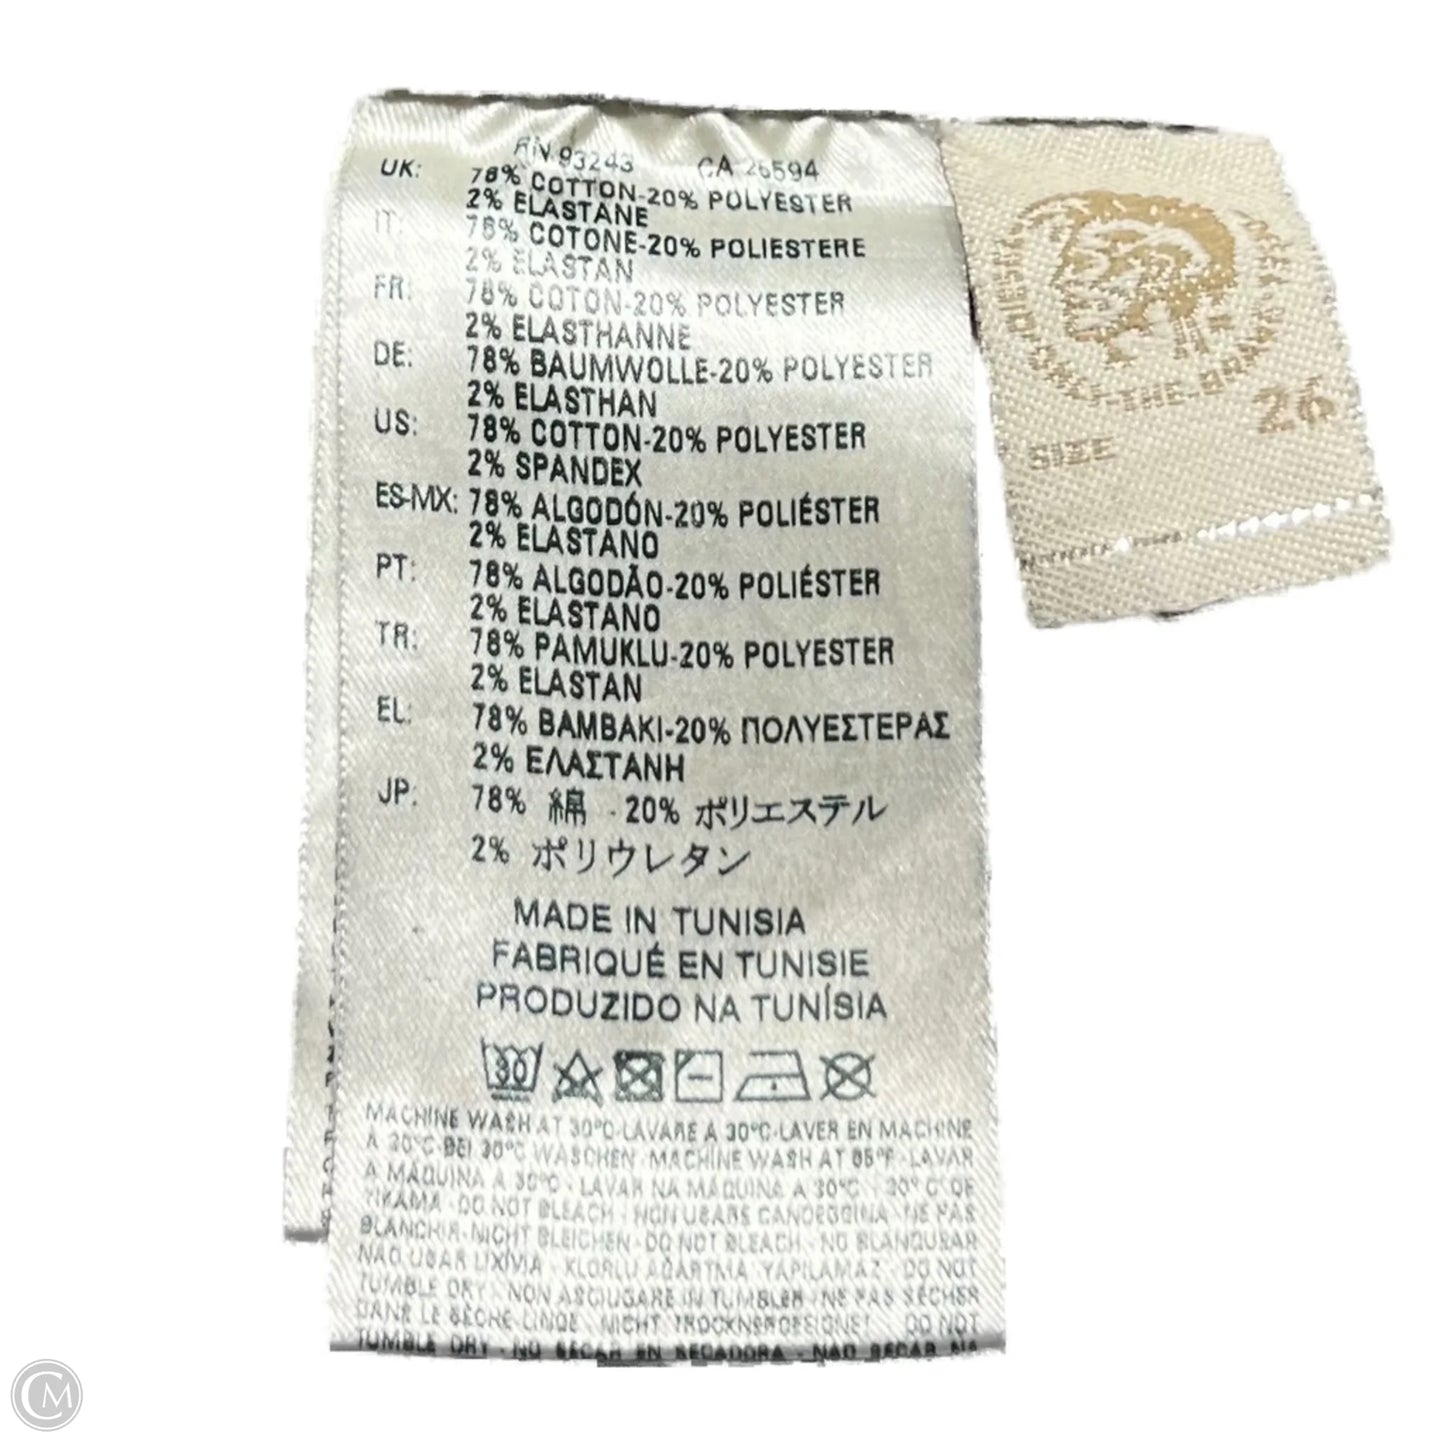 RN 93243 CA 26594
UK: 78% COTTON-20% POLYESTER
2% ELASTANE
IT: 78% COTONE-20% POLIESTERE
2% ELASTAN
FR: 78% COTON-20% POLYESTER
2% ELASTHANNE
DE: 78% BAUMWOLLE-20% POLYESTER
2% ELASTHAN
US: 78% COTTON-20% POLYESTER
2% SPANDEX
ES-MX: 78% ALGODÓN-20% POLIÉSTER
2% ELASTANO
PT: 78% ALGODÃO-20% POLIÉSTER
2% ELASTANO
TR: 78% PAMUKLU-20% POLYESTER
2% ELASTAN
EL: 78% ΒΑΜΒΑΚΙ-20% ΠΟΛΥΕΣΤΕΡΑΣ
2% ΕΛΑΣΤΑΝΗ
JP: 78% 綿 - 20% ポリエステル
2% ポリウレタン
MADE IN TUNISIA
FABRIQUÉ EN TUNISIE
PRODUZIDO NA TUNÍSIA
30
MACHINE WASH AT 30°C-LAVARE A 30°C-LAVER EN MACHINE
A 30°C-BEI 30°C WASCHEN-MACHINE WASH AT 85°F-LAVAR
A MÁQUINA A 30°C - LAVAR NA MÁQUINA A 30°C - 30° C'DE
YIKAMA - DO NOT BLEACH - NON USARE CANDEGGINA - NE PAS
BLANCHIR-NICHT BLEICHEN-DO NOT BLEACH - NO BLANQUEAR
NÃO USAR LIXÍVIA - KLORLU AĞARTMA YAPILAMAZ - DO NOT
TUMBLE DRY - NON ASCIUGARE IN TUMBLER - NE PAS SÉCHER
DANS LE SÈCHE-LINGE - NICHT TROCKNERGEEIGNET - DO NOT
TUMBLE DRY - NO SECAR EN SECADORA - NÃO SECAR NA
ONLY-THE-BRAVE
SIZE 26
CM